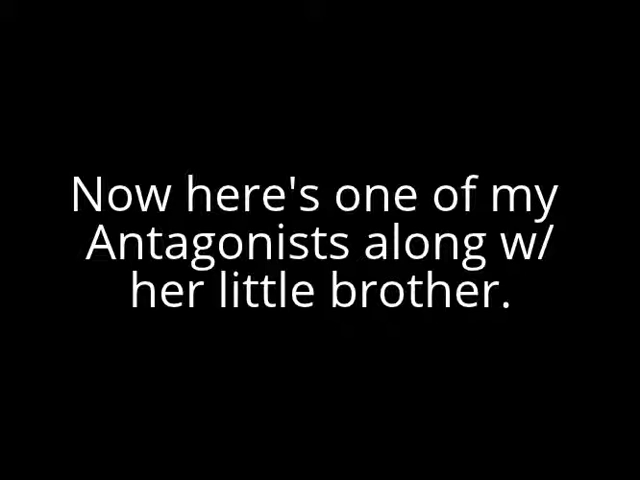 Now here's one of my
Antagonists along w/
her little brother.